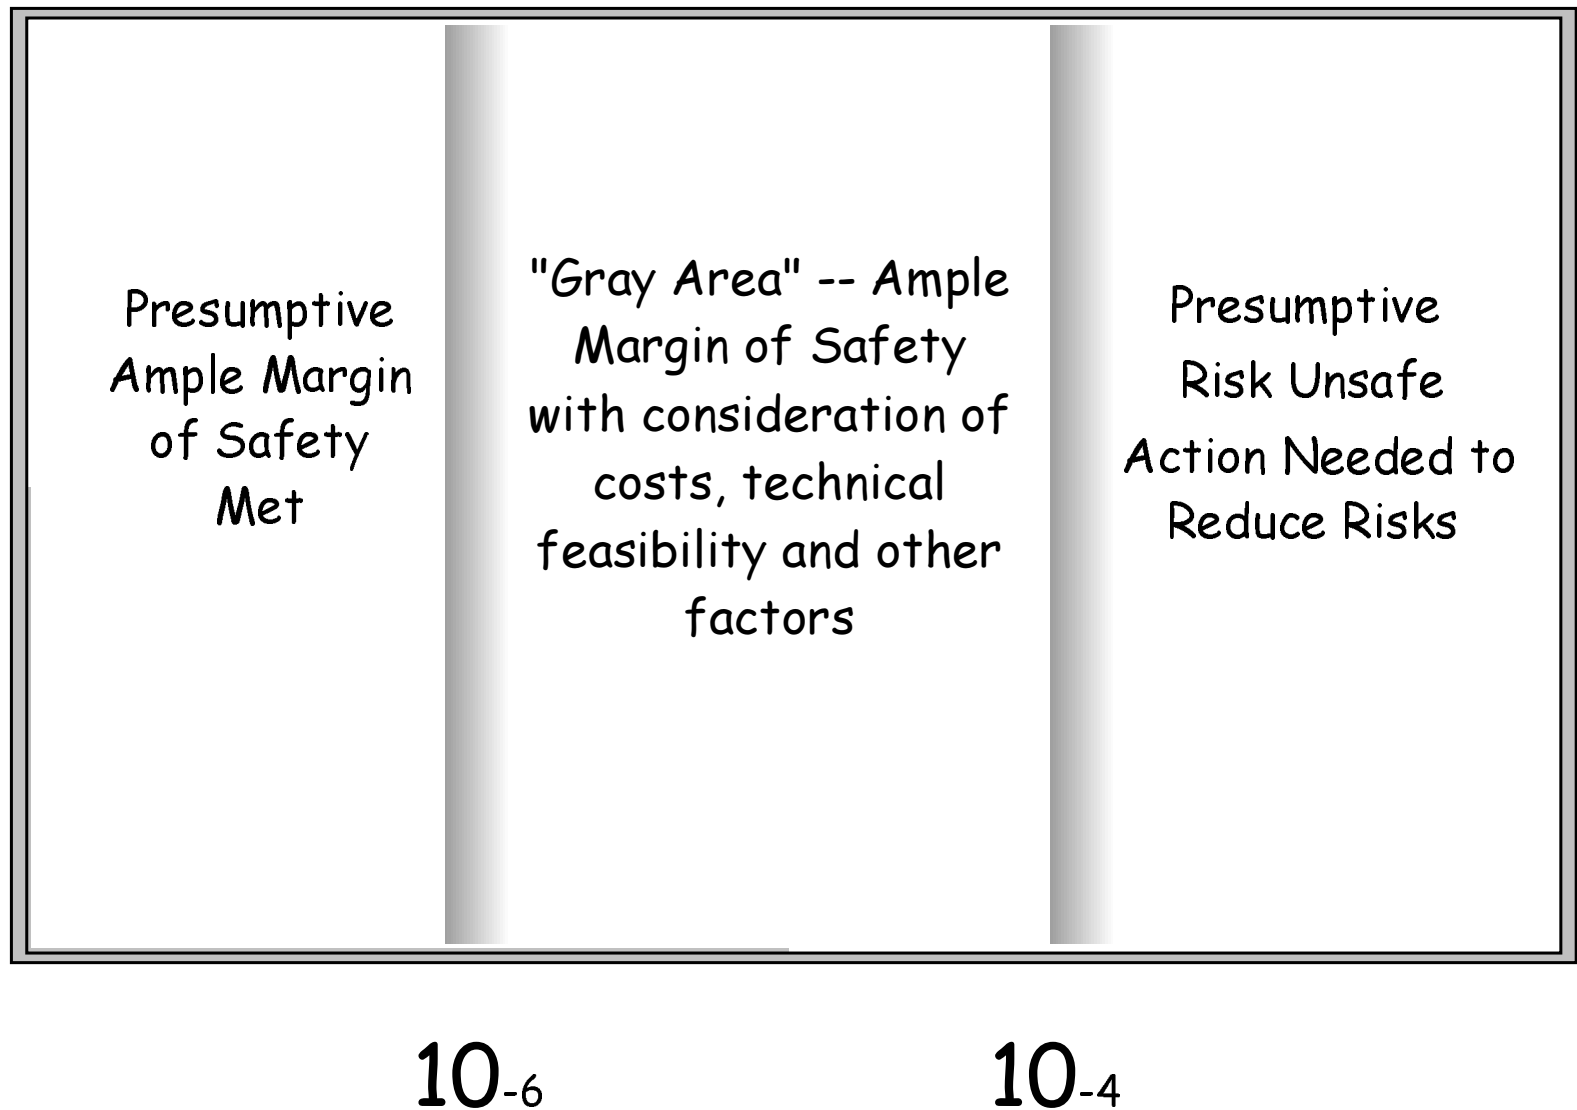 Presumptive
Ample Margin
of Safety
Met
"Gray Area" -- Ample
Margin of Safety
with consideration of
costs, technical
feasibility and other
factors
Presumptive
Risk Unsafe
Action Needed to
Reduce Risks
10-6
10-4